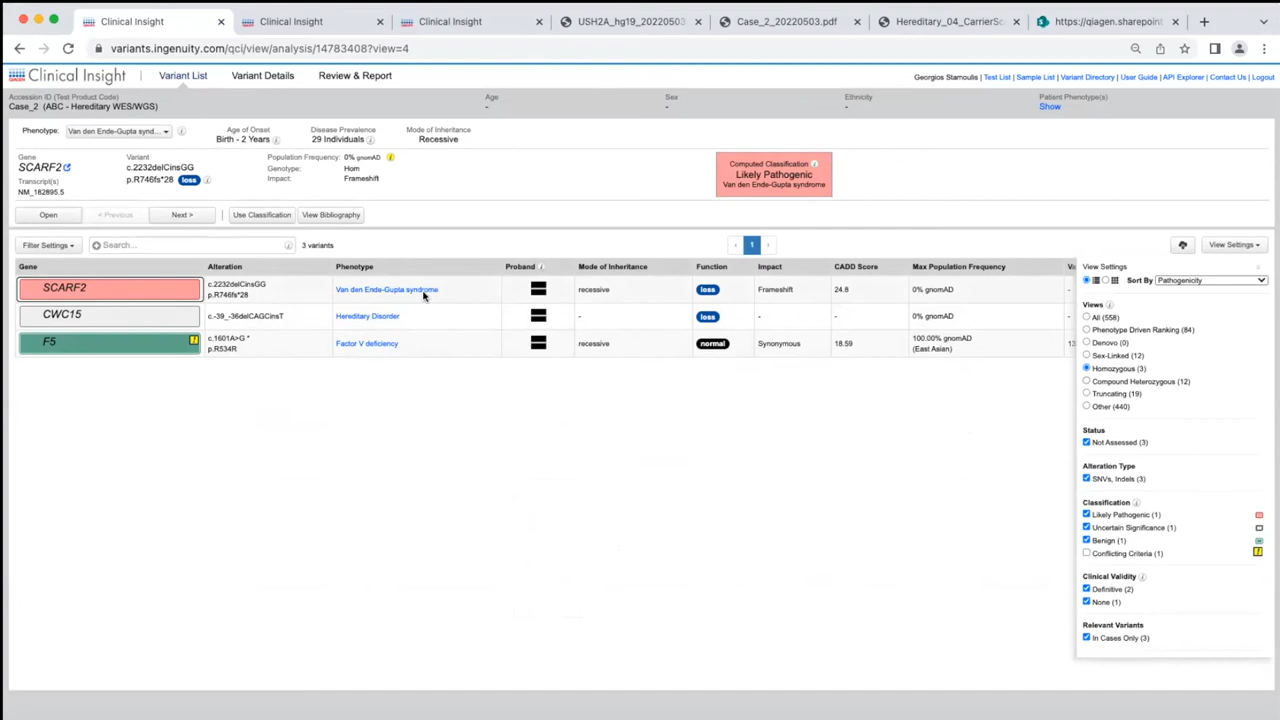 Clinical Insight Clinical Insight Clinical Insight USH2A_hg19_20220503. Case_2_20220503.pdf Hereditary_04_CarrierSc https://qiagen.sharepoint
variants.ingenuity.com/qci/view/analysis/14783408?view=4
Clinical Insight Variant List Variant Details Review & Report Georgios Stamoulis | Test List | Sample List | Variant Directory | User Guide | API Explorer | Contact Us | Logout
Accession ID (Test Product Code) Age Sex Ethnicity Patient Phenotype(s)
Case_2 (ABC - Hereditary WES/WGS) - - - Show
Phenotype: Van den Ende-Gupta synd... Age of Onset Disease Prevalence Mode of Inheritance
Birth - 2 Years 29 Individuals Recessive
Gene Variant Population Frequency: 0% gnomAD Computed Classification
SCARF2 c.2232delCinsGG Genotype: Hom Likely Pathogenic
Transcript(s) p.R746fs*28 loss Impact: Frameshift Van den Ende-Gupta syndrome
NM_182895.5
Open < Previous Next > Use Classification View Bibliography
Filter Settings Search... 3 variants ‹ 1 › View Settings
Gene Alteration Phenotype Proband Mode of Inheritance Function Impact CADD Score Max Population Frequency
SCARF2 c.2232delCinsGG Van den Ende-Gupta syndrome recessive loss Frameshift 24.8 0% gnomAD -
p.R746fs*28
CWC15 c.-39_-36delCAGCinsT Hereditary Disorder - loss - - 0% gnomAD -
F5 c.1601A>G * Factor V deficiency recessive normal Synonymous 18.59 100.00% gnomAD
p.R534R (East Asian)
View Settings
Sort By Pathogenicity
Views
All (558)
Phenotype Driven Ranking (84)
Denovo (0)
Sex-Linked (12)
Homozygous (3)
Compound Heterozygous (12)
Truncating (19)
Other (440)
Status
Not Assessed (3)
Alteration Type
SNVs, Indels (3)
Classification
Likely Pathogenic (1)
Uncertain Significance (1)
Benign (1)
Conflicting Criteria (1)
Clinical Validity
Definitive (2)
None (1)
Relevant Variants
In Cases Only (3)